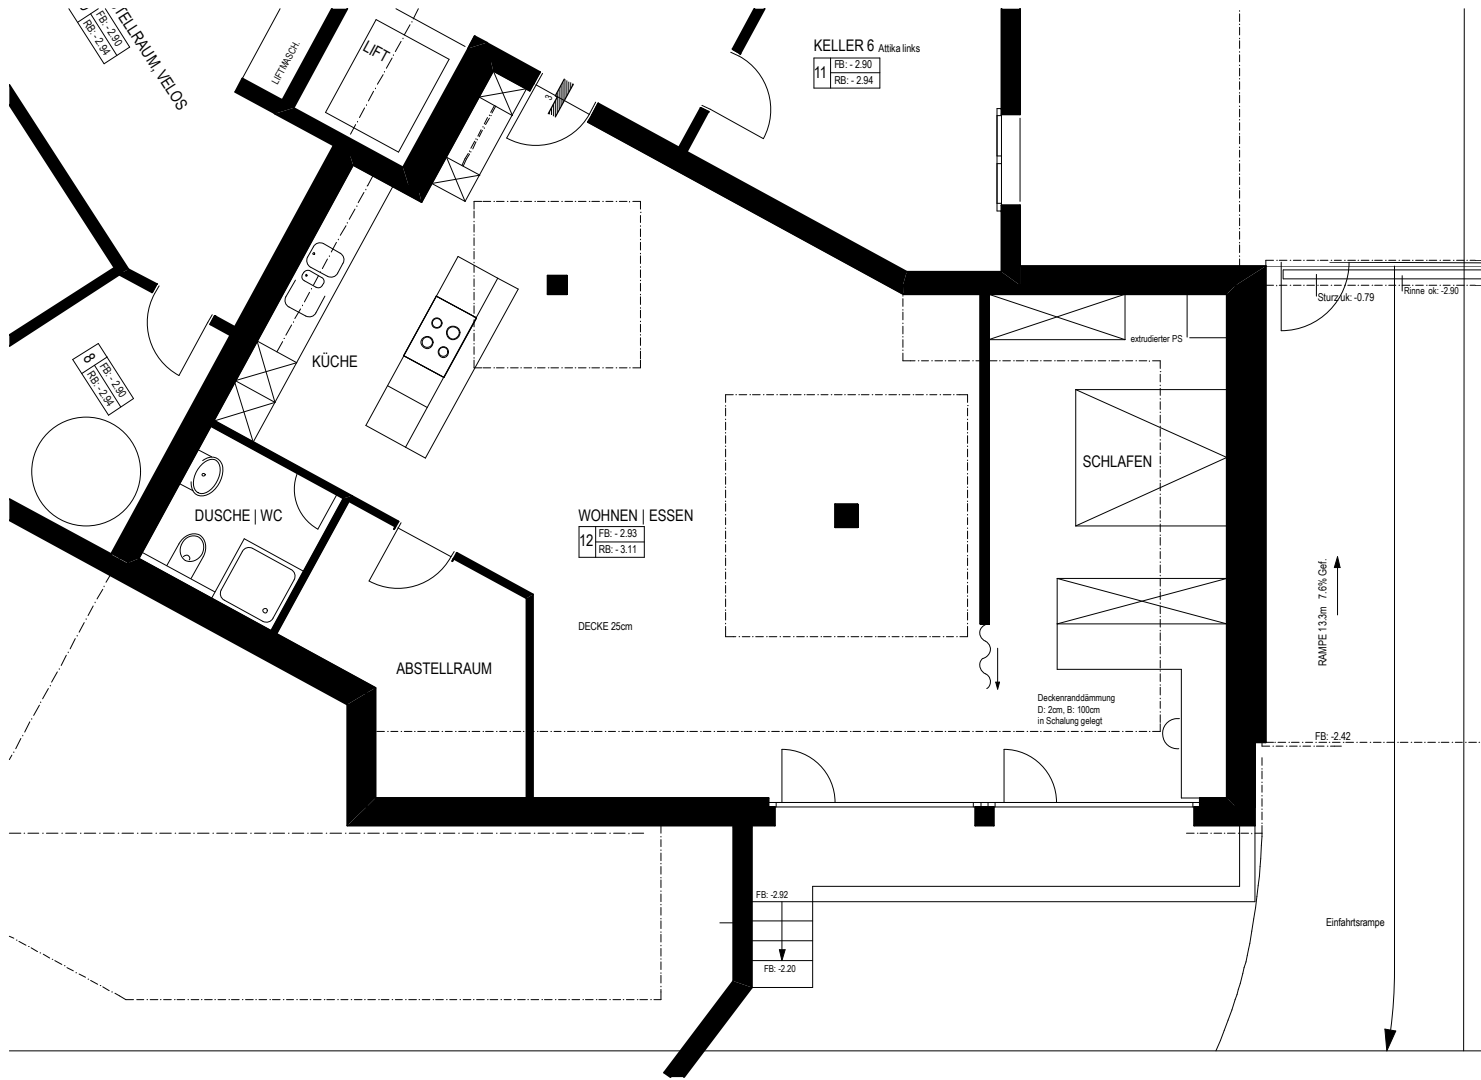 TELLRAUM, VELOS
FB: - 2.90
RB: - 2.94
LIFTMASCH.
LIFT
3
KELLER 6 Attika links
11
FB: - 2.90
RB: - 2.94
Sturz uk: -0.79
Rinne ok: -2.90
extrudierter PS
KÜCHE
8
FB: - 2.90
RB: - 2.94
SCHLAFEN
DUSCHE | WC
WOHNEN | ESSEN
12
FB: - 2.93
RB: - 3.11
DECKE 25cm
RAMPE 13.3m 7.6% Gef.
ABSTELLRAUM
Deckenranddämmung
D: 2cm, B: 100cm
in Schalung gelegt
FB: -2.42
FB: -2.92
FB: -2.20
Einfahrtsrampe